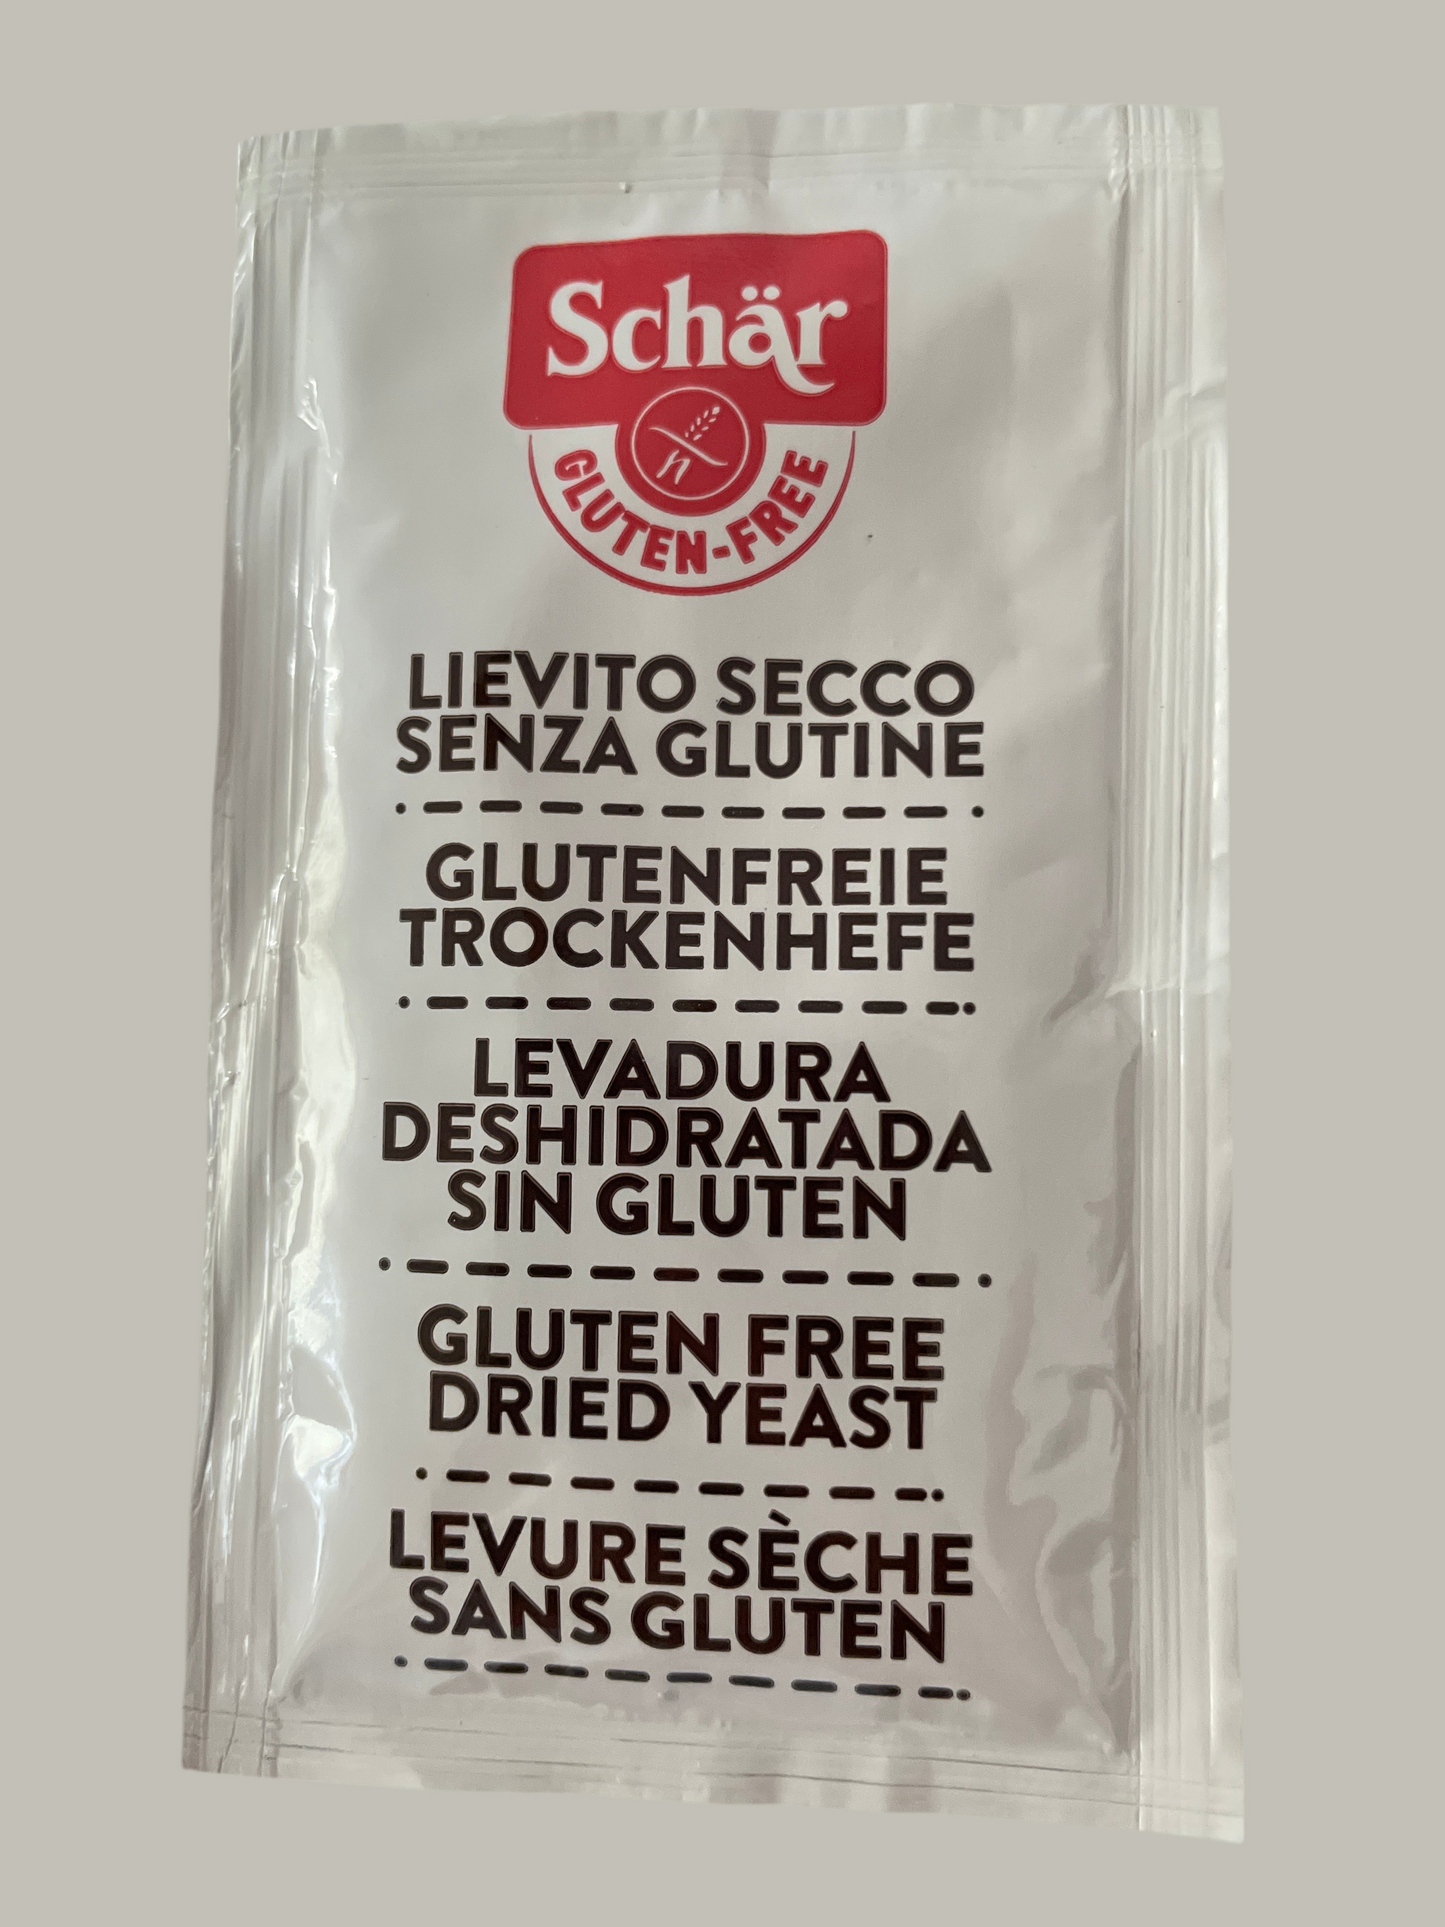 Schär
GLUTEN-FREE
LIEVITO SECCO
SENZA GLUTINE
GLUTENFREIE
TROCKENHEFE
LEVADURA
DESHIDRATADA
SIN GLUTEN
GLUTEN FREE
DRIED YEAST
LEVURE SÈCHE
SANS GLUTEN